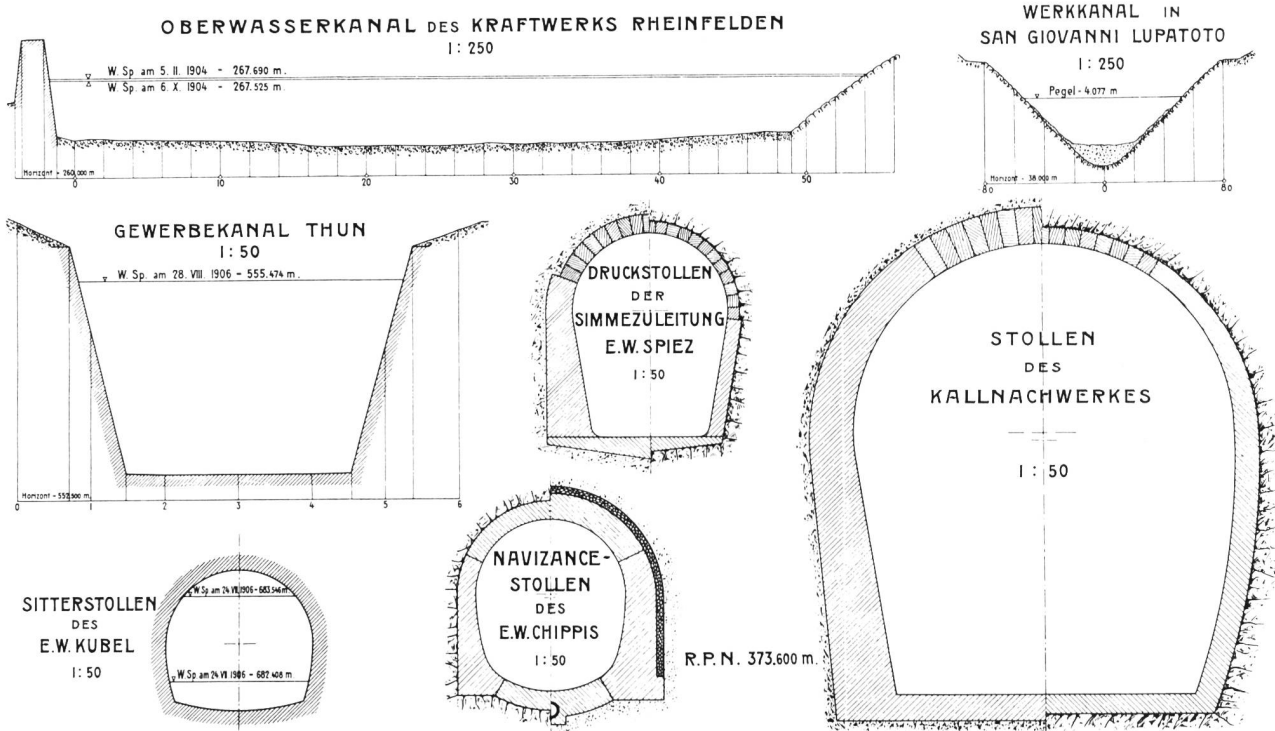 OBERWASSERKANAL DES KRAFTWERKS RHEINFELDEN
1:250
W. Sp. am 5. II. 1904 - 267.690 m.
W. Sp. am 6. X. 1904 - 267.525 m.
Horizont - 260,000 m
0 10 20 30 40 50
WERKKANAL IN
SAN GIOVANNI LUPATOTO
1:250
Pegel - 4.077 m
Horizont - 38.000 m
8.0 0 8.0
GEWERBEKANAL THUN
1:50
W. Sp. am 28. VIII. 1906 - 555.474 m.
0 1 2 3 4 5 6
DRUCKSTOLLEN
DER
SIMMEZULEITUNG
E.W. SPIEZ
1:50
STOLLEN
DES
KALLNACHWERKES
1:50
SITTERSTOLLEN
DES
E.W. KUBEL
1:50
W. Sp am 24. VII. 1906 - 683.546 m.
W. Sp am 24 VII 1906 - 682.408 m.
NAVIZANCE-
STOLLEN
DES
E.W. CHIPPIS
1:50
R.P.N. 373.600 m.